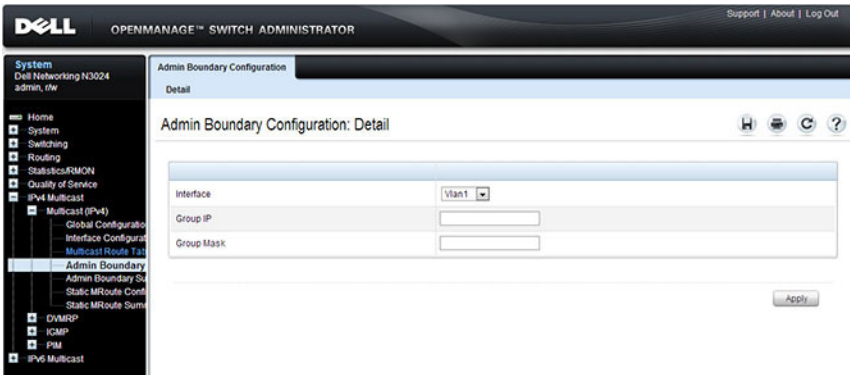 Support | About | Log Out
DELL OPENMANAGE™ SWITCH ADMINISTRATOR
System
Dell Networking N3024
admin, r/w
Home
System
Switching
Routing
Statistics/RMON
Quality of Service
IPv4 Multicast
Multicast (IPv4)
Global Configuratio
Interface Configurat
Multicast Route Tab
Admin Boundary
Admin Boundary Su
Static MRoute Confi
Static MRoute Summ
DVMRP
IGMP
PIM
IPv6 Multicast
Admin Boundary Configuration
Detail
Admin Boundary Configuration: Detail
H
C
?
Interface
Vlan1
Group IP
Group Mask
Apply